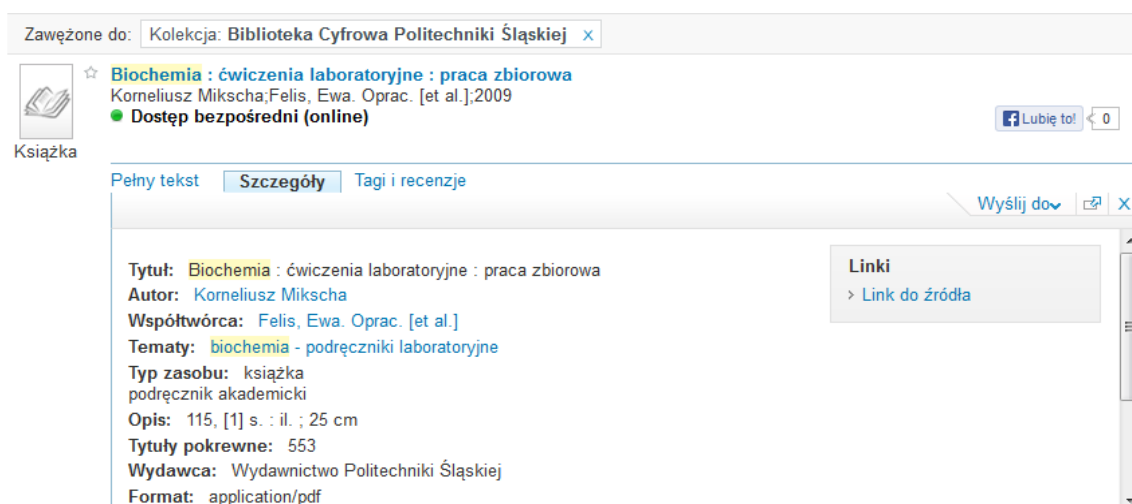 Zawężone do: Kolekcja: Biblioteka Cyfrowa Politechniki Śląskiej x
Biochemia : ćwiczenia laboratoryjne : praca zbiorowa
Korneliusz Mikscha;Felis, Ewa. Oprac. [et al.];2009
Dostęp bezpośredni (online)
Lubię to! 0
Książka
Pełny tekst Szczegóły Tagi i recenzje
Wyślij do X
Tytuł: Biochemia : ćwiczenia laboratoryjne : praca zbiorowa
Autor: Korneliusz Mikscha
Współtwórca: Felis, Ewa. Oprac. [et al.]
Tematy: biochemia - podręczniki laboratoryjne
Typ zasobu: książka
podręcznik akademicki
Opis: 115, [1] s. : il. ; 25 cm
Tytuły pokrewne: 553
Wydawca: Wydawnictwo Politechniki Śląskiej
Format: application/pdf
Linki
> Link do źródła